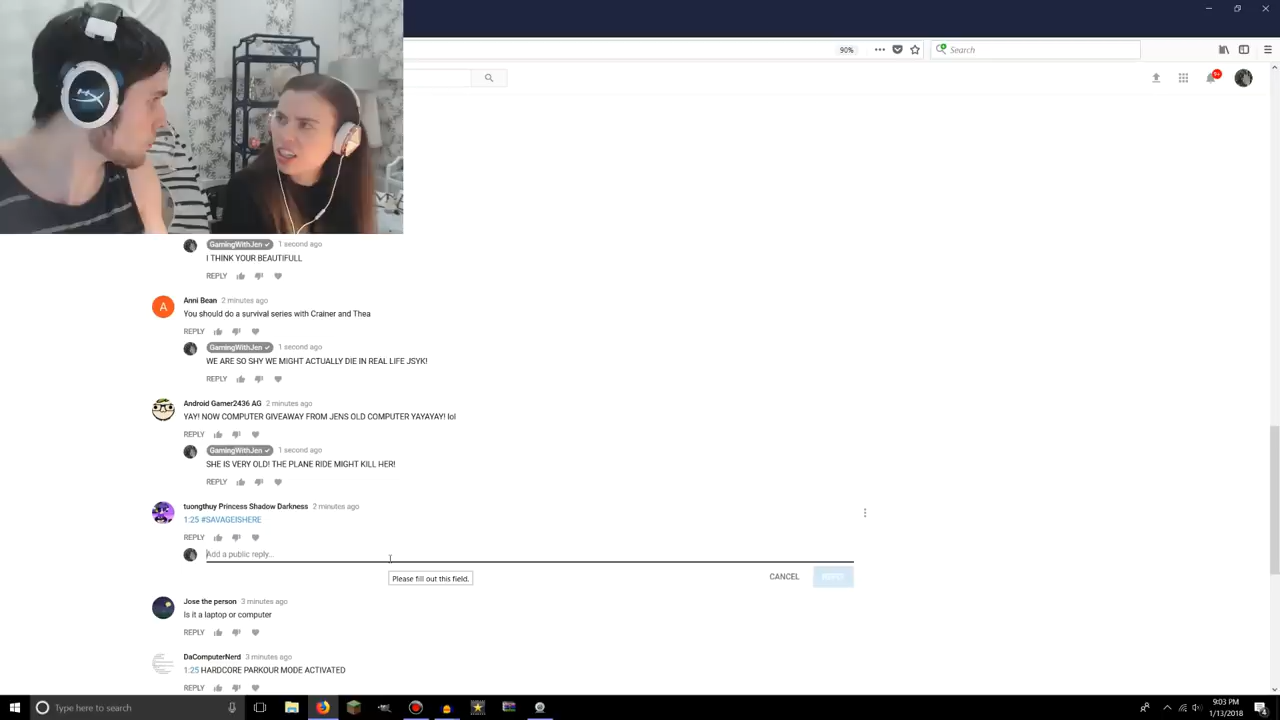 90%
Search
9+
GamingWithJen 1 second ago
I THINK YOUR BEAUTIFULL
REPLY
A
Anni Bean 2 minutes ago
You should do a survival series with Crainer and Thea
REPLY
GamingWithJen 1 second ago
WE ARE SO SHY WE MIGHT ACTUALLY DIE IN REAL LIFE JSYK!
REPLY
Android Gamer2436 AG 2 minutes ago
YAY! NOW COMPUTER GIVEAWAY FROM JENS OLD COMPUTER YAYAYAY! lol
REPLY
GamingWithJen 1 second ago
SHE IS VERY OLD! THE PLANE RIDE MIGHT KILL HER!
REPLY
tuongthuy Princess Shadow Darkness 2 minutes ago
1:25 #SAVAGEISHERE
REPLY
Add a public reply...
Please fill out this field.
CANCEL REPLY
Jose the person 3 minutes ago
Is it a laptop or computer
REPLY
DaComputerNerd 3 minutes ago
1:25 HARDCORE PARKOUR MODE ACTIVATED
REPLY
Type here to search
9:03 PM
1/13/2018
4